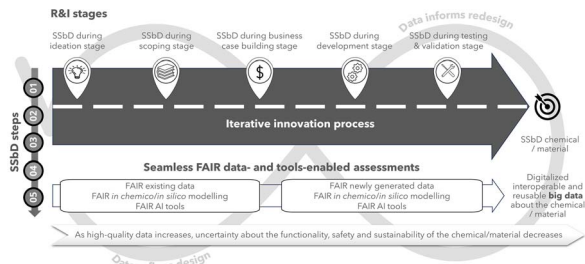 R&I stages
Data informs redesign
SSbD during
ideation stage
SSbD during
scoping stage
SSbD during business
case building stage
SSbD during
development stage
SSbD during testing
& validation stage
$
SSbD steps
01
02
03
04
05
Iterative innovation process
SSbD chemical
/ material
Seamless FAIR data- and tools-enabled assessments
FAIR existing data
FAIR in chemico/in silico modelling
FAIR AI tools
FAIR newly generated data
FAIR in chemico/in silico modelling
FAIR AI tools
Digitalized
interoperable and
reusable big data
about the chemical
/ material
As high-quality data increases, uncertainty about the functionality, safety and sustainability of the chemical/material decreases
design